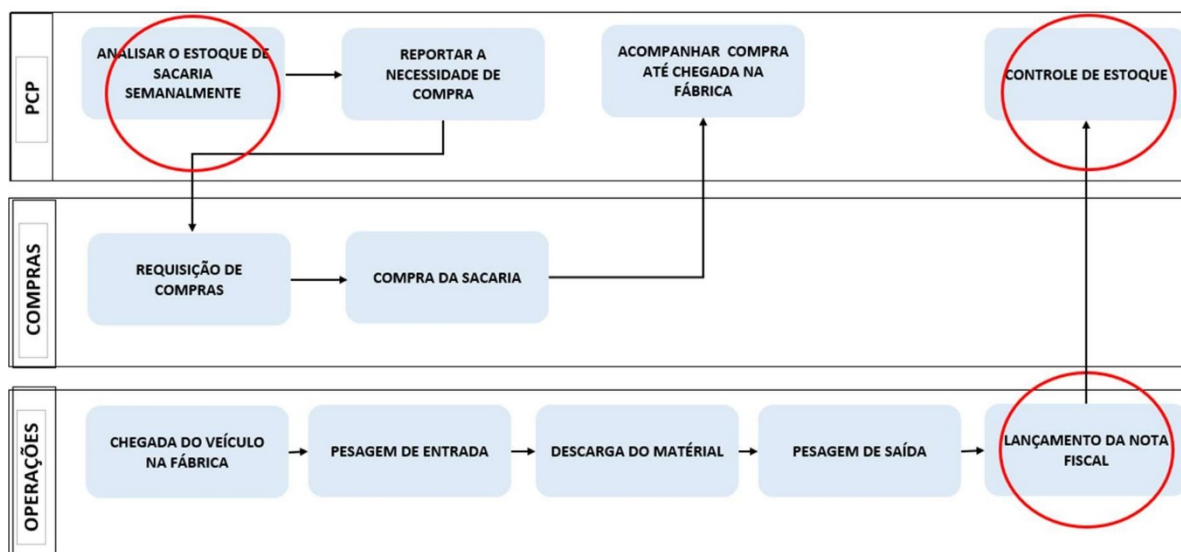 PCP
ANALISAR O ESTOQUE DE
SACARIA
SEMANALMENTE
REPORTAR A
NECESSIDADE DE
COMPRA
ACOMPANHAR COMPRA
ATÉ CHEGADA NA
FÁBRICA
CONTROLE DE ESTOQUE
COMPRAS
REQUISIÇÃO DE
COMPRAS
COMPRA DA SACARIA
OPERAÇÕES
CHEGADA DO VEÍCULO
NA FÁBRICA
PESAGEM DE ENTRADA
DESCARGA DO MATÉRIAL
PESAGEM DE SAÍDA
LANÇAMENTO DA NOTA
FISCAL